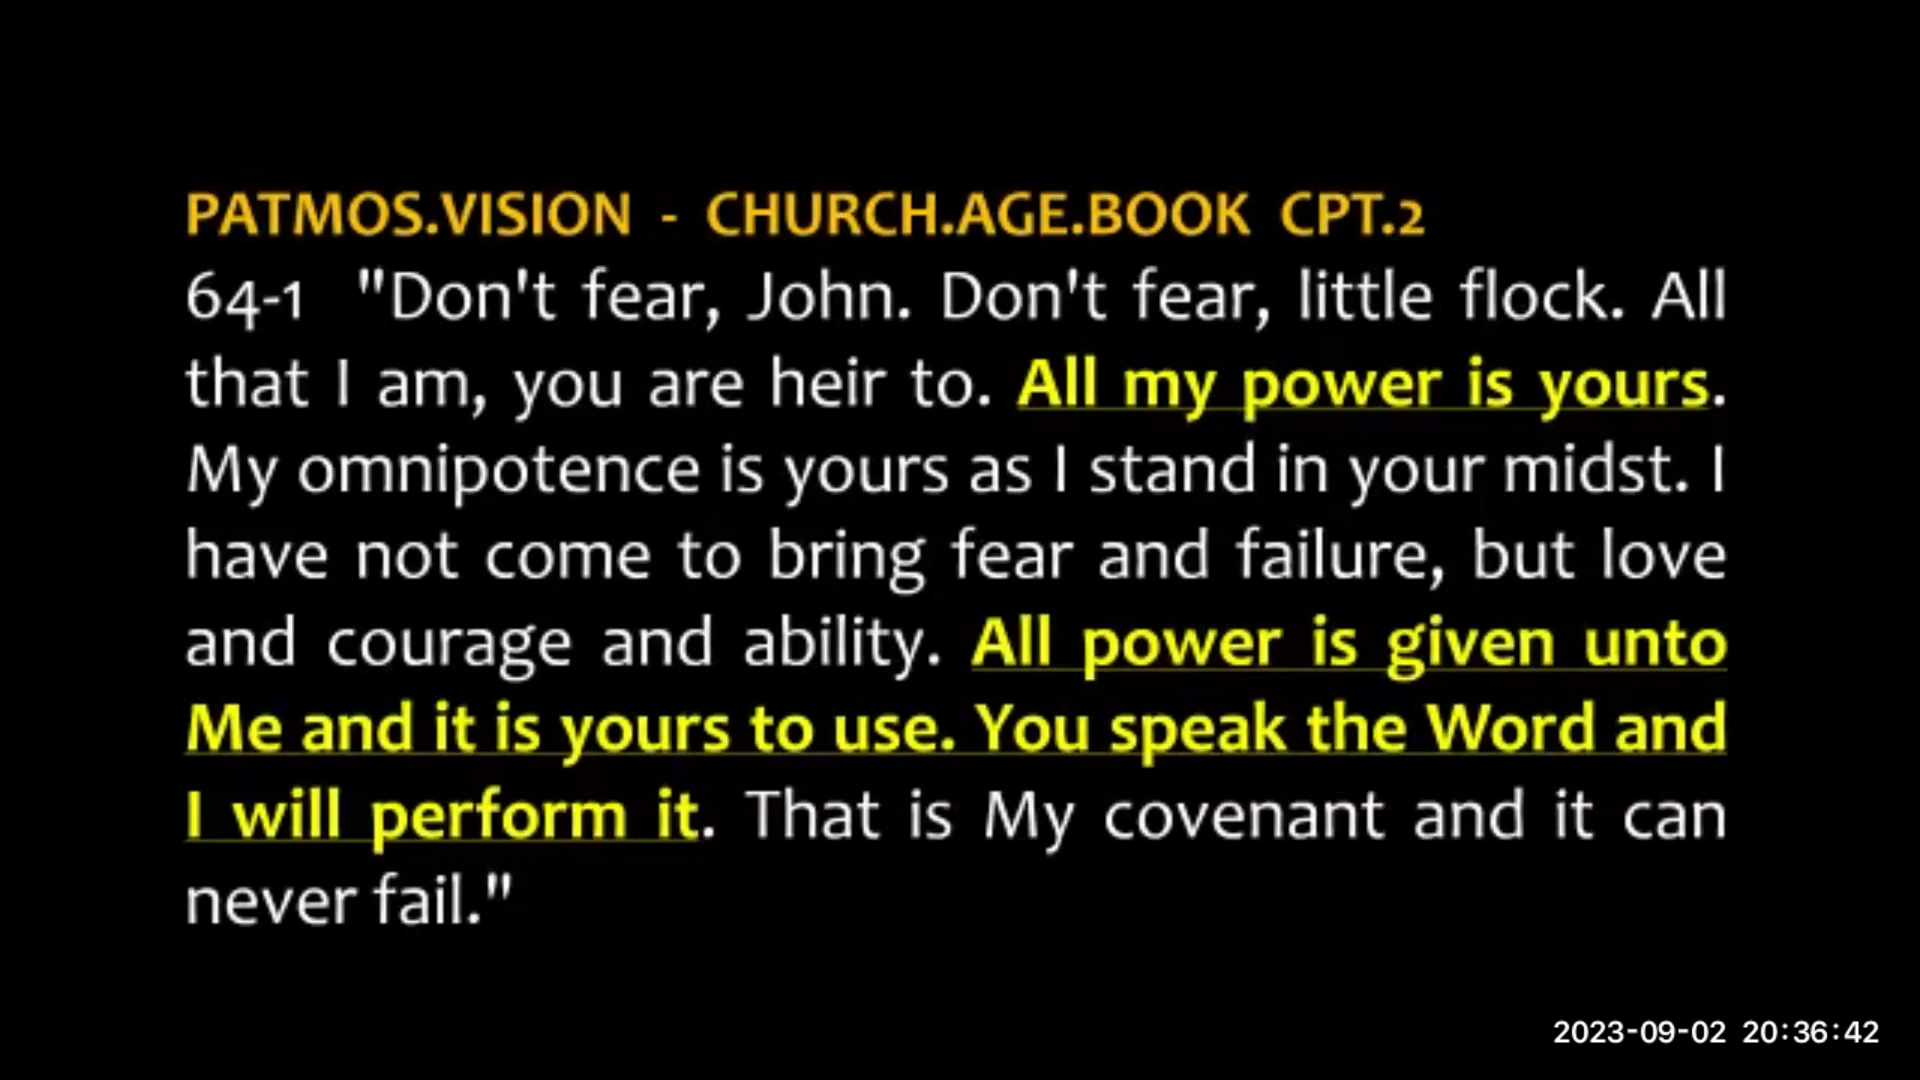 PATMOS.VISION - CHURCH.AGE.BOOK CPT.2
64-1 "Don't fear, John. Don't fear, little flock. All
that I am, you are heir to. All my power is yours.
My omnipotence is yours as I stand in your midst. I
have not come to bring fear and failure, but love
and courage and ability. All power is given unto
Me and it is yours to use. You speak the Word and
I will perform it. That is My covenant and it can
never fail."
2023-09-02 20:36:42